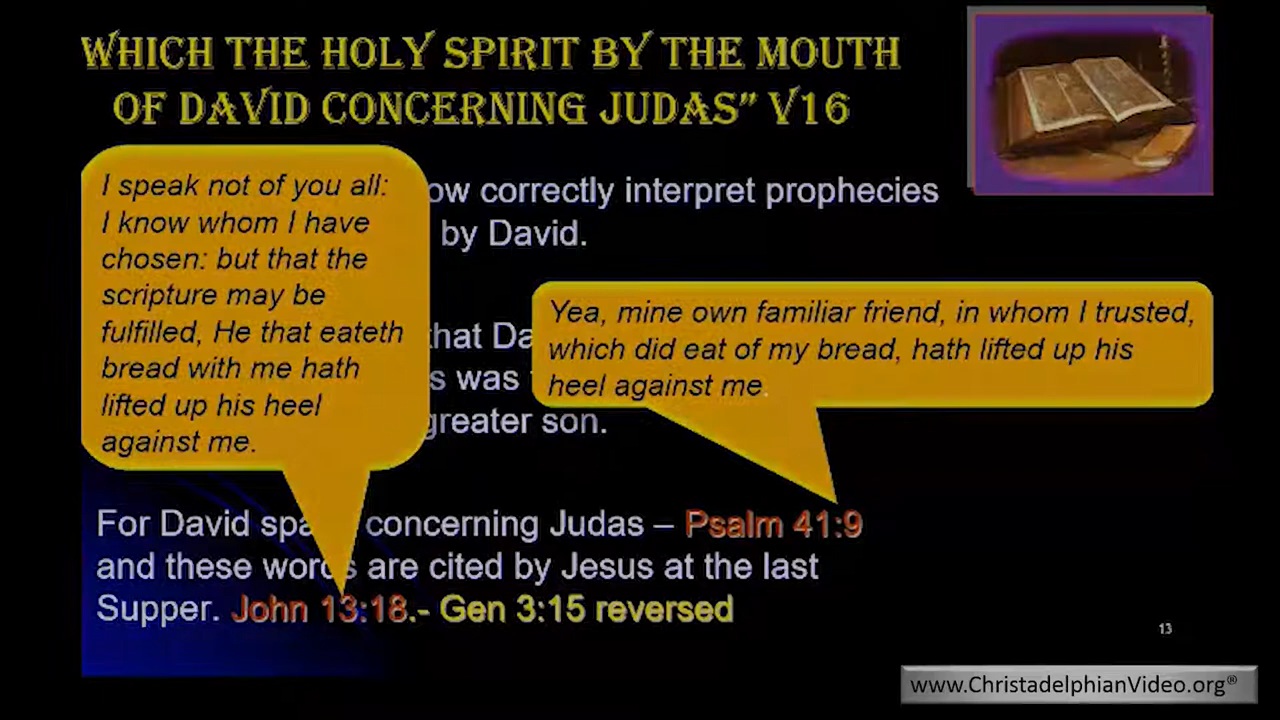 WHICH THE HOLY SPIRIT BY THE MOUTH
OF DAVID CONCERNING JUDAS” V16
I speak not of you all:
I know whom I have
chosen: but that the
scripture may be
fulfilled, He that eateth
bread with me hath
lifted up his heel
against me.
correctly interpret prophecies
by David.
Yea, mine own familiar friend, in whom I trusted,
which did eat of my bread, hath lifted up his
heel against me.
was
greater son.
For David concerning Judas – Psalm 41:9
and these words are cited by Jesus at the last
Supper. John 13:18.- Gen 3:15 reversed
13
www.ChristadelphianVideo.org®